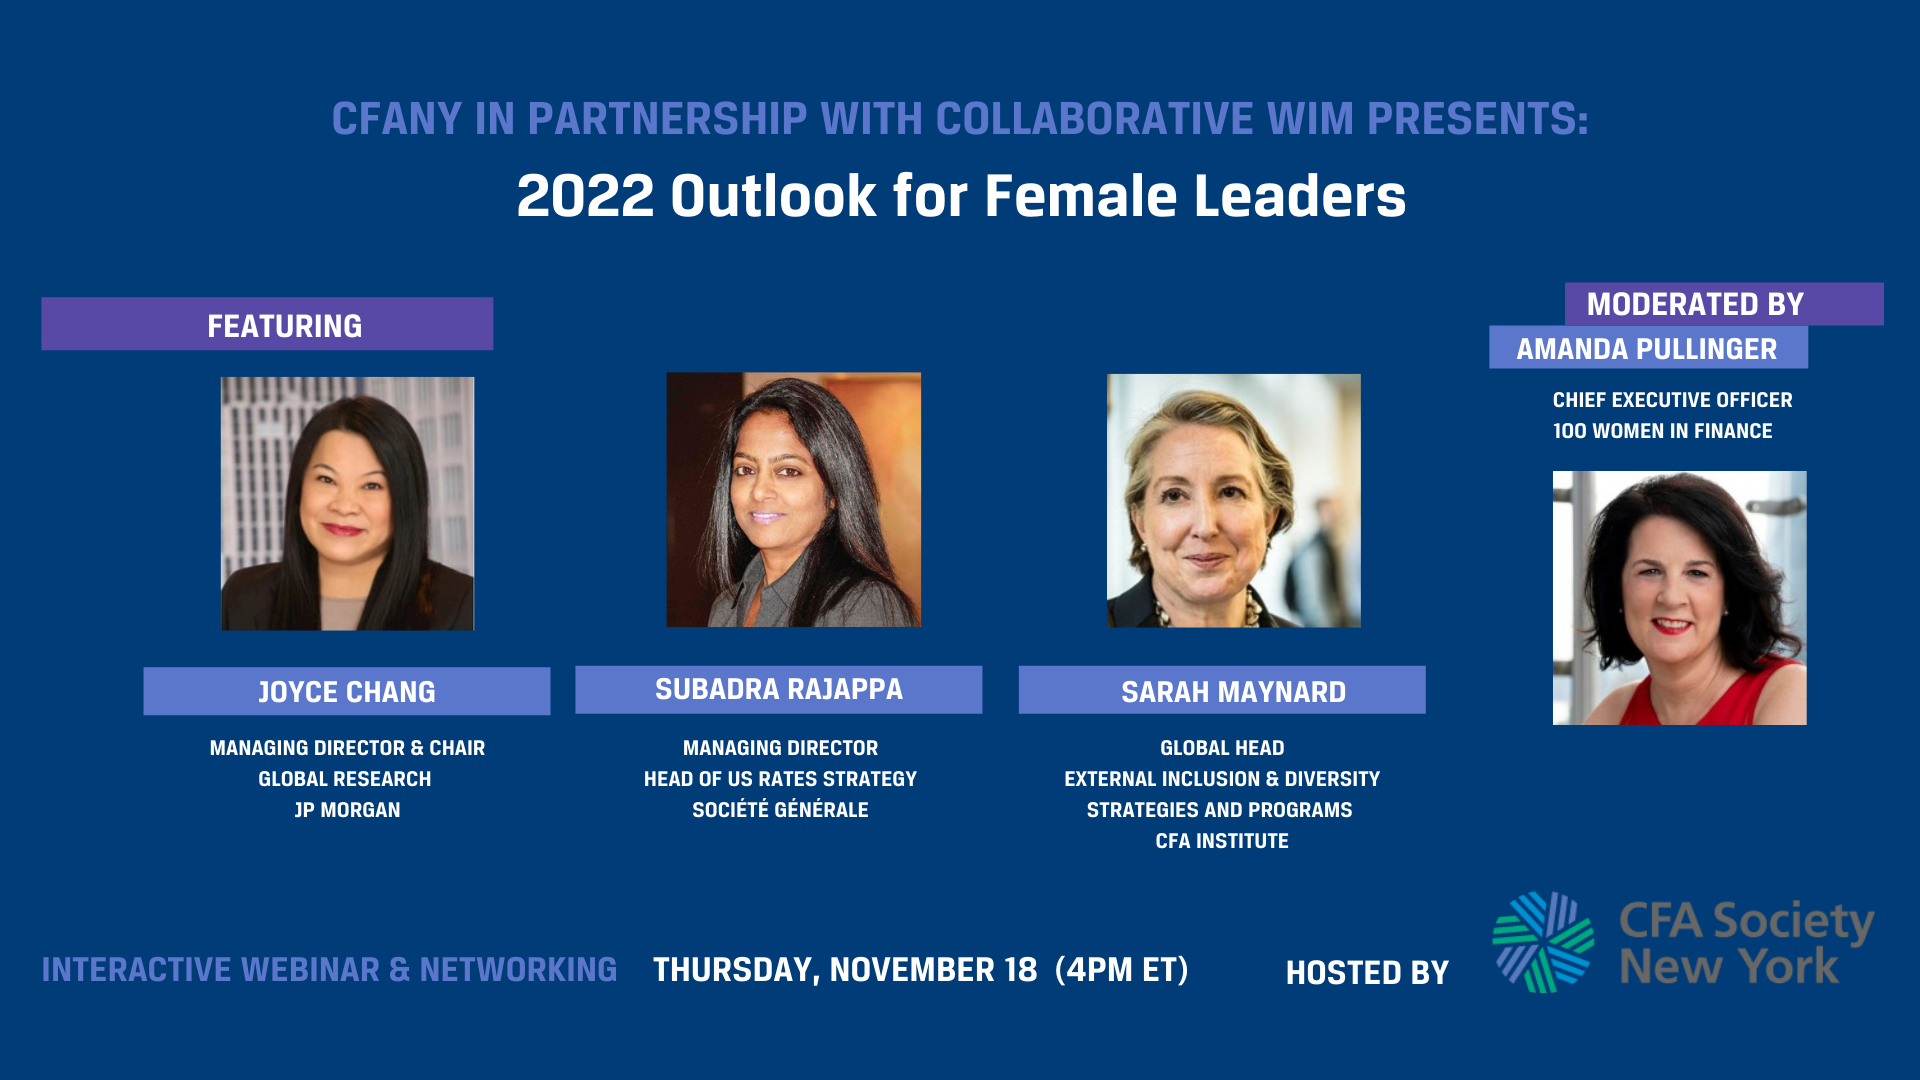 CFANY IN PARTNERSHIP WITH COLLABORATIVE WIM PRESENTS:
2022 Outlook for Female Leaders
FEATURING
JOYCE CHANG
MANAGING DIRECTOR & CHAIR
GLOBAL RESEARCH
JP MORGAN
SUBADRA RAJAPPA
MANAGING DIRECTOR
HEAD OF US RATES STRATEGY
SOCIÉTÉ GÉNÉRALE
SARAH MAYNARD
GLOBAL HEAD
EXTERNAL INCLUSION & DIVERSITY
STRATEGIES AND PROGRAMS
CFA INSTITUTE
MODERATED BY
AMANDA PULLINGER
CHIEF EXECUTIVE OFFICER
100 WOMEN IN FINANCE
INTERACTIVE WEBINAR & NETWORKING
THURSDAY, NOVEMBER 18 (4PM ET)
HOSTED BY
CFA Society
New York